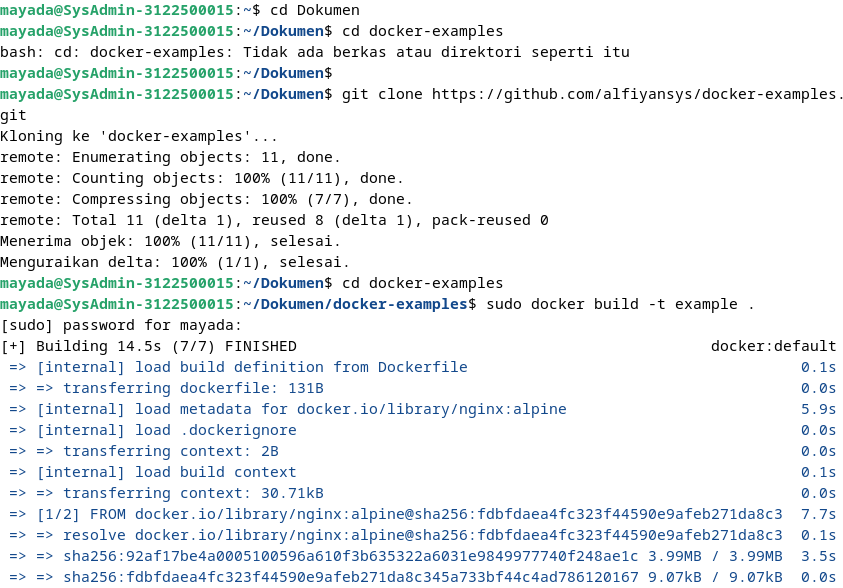 mayada@SysAdmin-3122500015:~$ cd Dokumen
mayada@SysAdmin-3122500015:~/Dokumen$ cd docker-examples
bash: cd: docker-examples: Tidak ada berkas atau direktori seperti itu
mayada@SysAdmin-3122500015:~/Dokumen$
mayada@SysAdmin-3122500015:~/Dokumen$ git clone https://github.com/alfiyansys/docker-examples.
git
Kloning ke 'docker-examples'...
remote: Enumerating objects: 11, done.
remote: Counting objects: 100% (11/11), done.
remote: Compressing objects: 100% (7/7), done.
remote: Total 11 (delta 1), reused 8 (delta 1), pack-reused 0
Menerima objek: 100% (11/11), selesai.
Menguraikan delta: 100% (1/1), selesai.
mayada@SysAdmin-3122500015:~/Dokumen$ cd docker-examples
mayada@SysAdmin-3122500015:~/Dokumen/docker-examples$ sudo docker build -t example .
[sudo] password for mayada:
[+] Building 14.5s (7/7) FINISHED docker:default
=> [internal] load build definition from Dockerfile 0.1s
=> => transferring dockerfile: 131B 0.0s
=> [internal] load metadata for docker.io/library/nginx:alpine 5.9s
=> [internal] load .dockerignore 0.0s
=> => transferring context: 2B 0.0s
=> [internal] load build context 0.1s
=> => transferring context: 30.71kB 0.0s
=> [1/2] FROM docker.io/library/nginx:alpine@sha256:fdbfdaea4fc323f44590e9afeb271da8c3 7.7s
=> => resolve docker.io/library/nginx:alpine@sha256:fdbfdaea4fc323f44590e9afeb271da8c3 0.1s
=> => sha256:92af17be4a0005100596a610f3b635322a6031e9849977740f248ae1c 3.99MB / 3.99MB 3.5s
=> => sha256:fdbfdaea4fc323f44590e9afeb271da8c345a733bf44c4ad786120167 9.07kB / 9.07kB 0.0s